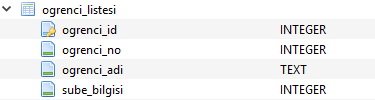 ogrenci_listesi
ogrenci_id INTEGER
ogrenci_no INTEGER
ogrenci_adi TEXT
sube_bilgisi INTEGER